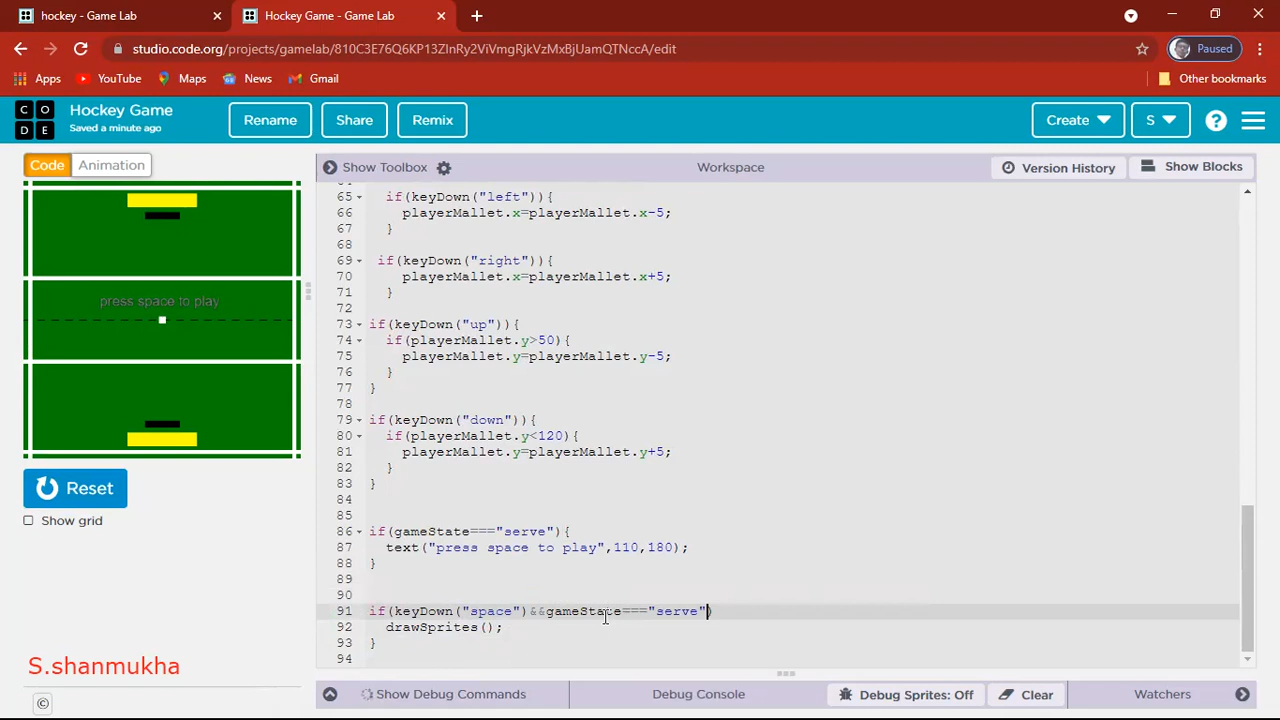 hockey - Game Lab
Hockey Game - Game Lab
studio.code.org/projects/gamelab/810C3E76Q6KP13ZInRy2ViVmgRjkVzMxBjUamQTNccA/edit
Paused
Apps
YouTube
Maps
News
Gmail
Other bookmarks
C O
D E
Hockey Game
Saved a minute ago
Rename
Share
Remix
Create
S
?
Code
Animation
Show Toolbox
Workspace
Version History
Show Blocks
65 if(keyDown("left")){
66 playerMallet.x=playerMallet.x-5;
67 }
68
69 if(keyDown("right")){
70 playerMallet.x=playerMallet.x+5;
71 }
72
73 if(keyDown("up")){
74 if(playerMallet.y>50){
75 playerMallet.y=playerMallet.y-5;
76 }
77 }
78
79 if(keyDown("down")){
80 if(playerMallet.y<120){
81 playerMallet.y=playerMallet.y+5;
82 }
83 }
84
85
86 if(gameState==="serve"){
87 text("press space to play",110,180);
88 }
89
90
91 if(keyDown("space")&&gameState==="serve")
92 drawSprites();
93 }
94
press space to play
Reset
Show grid
S.shanmukha
©
Show Debug Commands
Debug Console
Debug Sprites: Off
Clear
Watchers